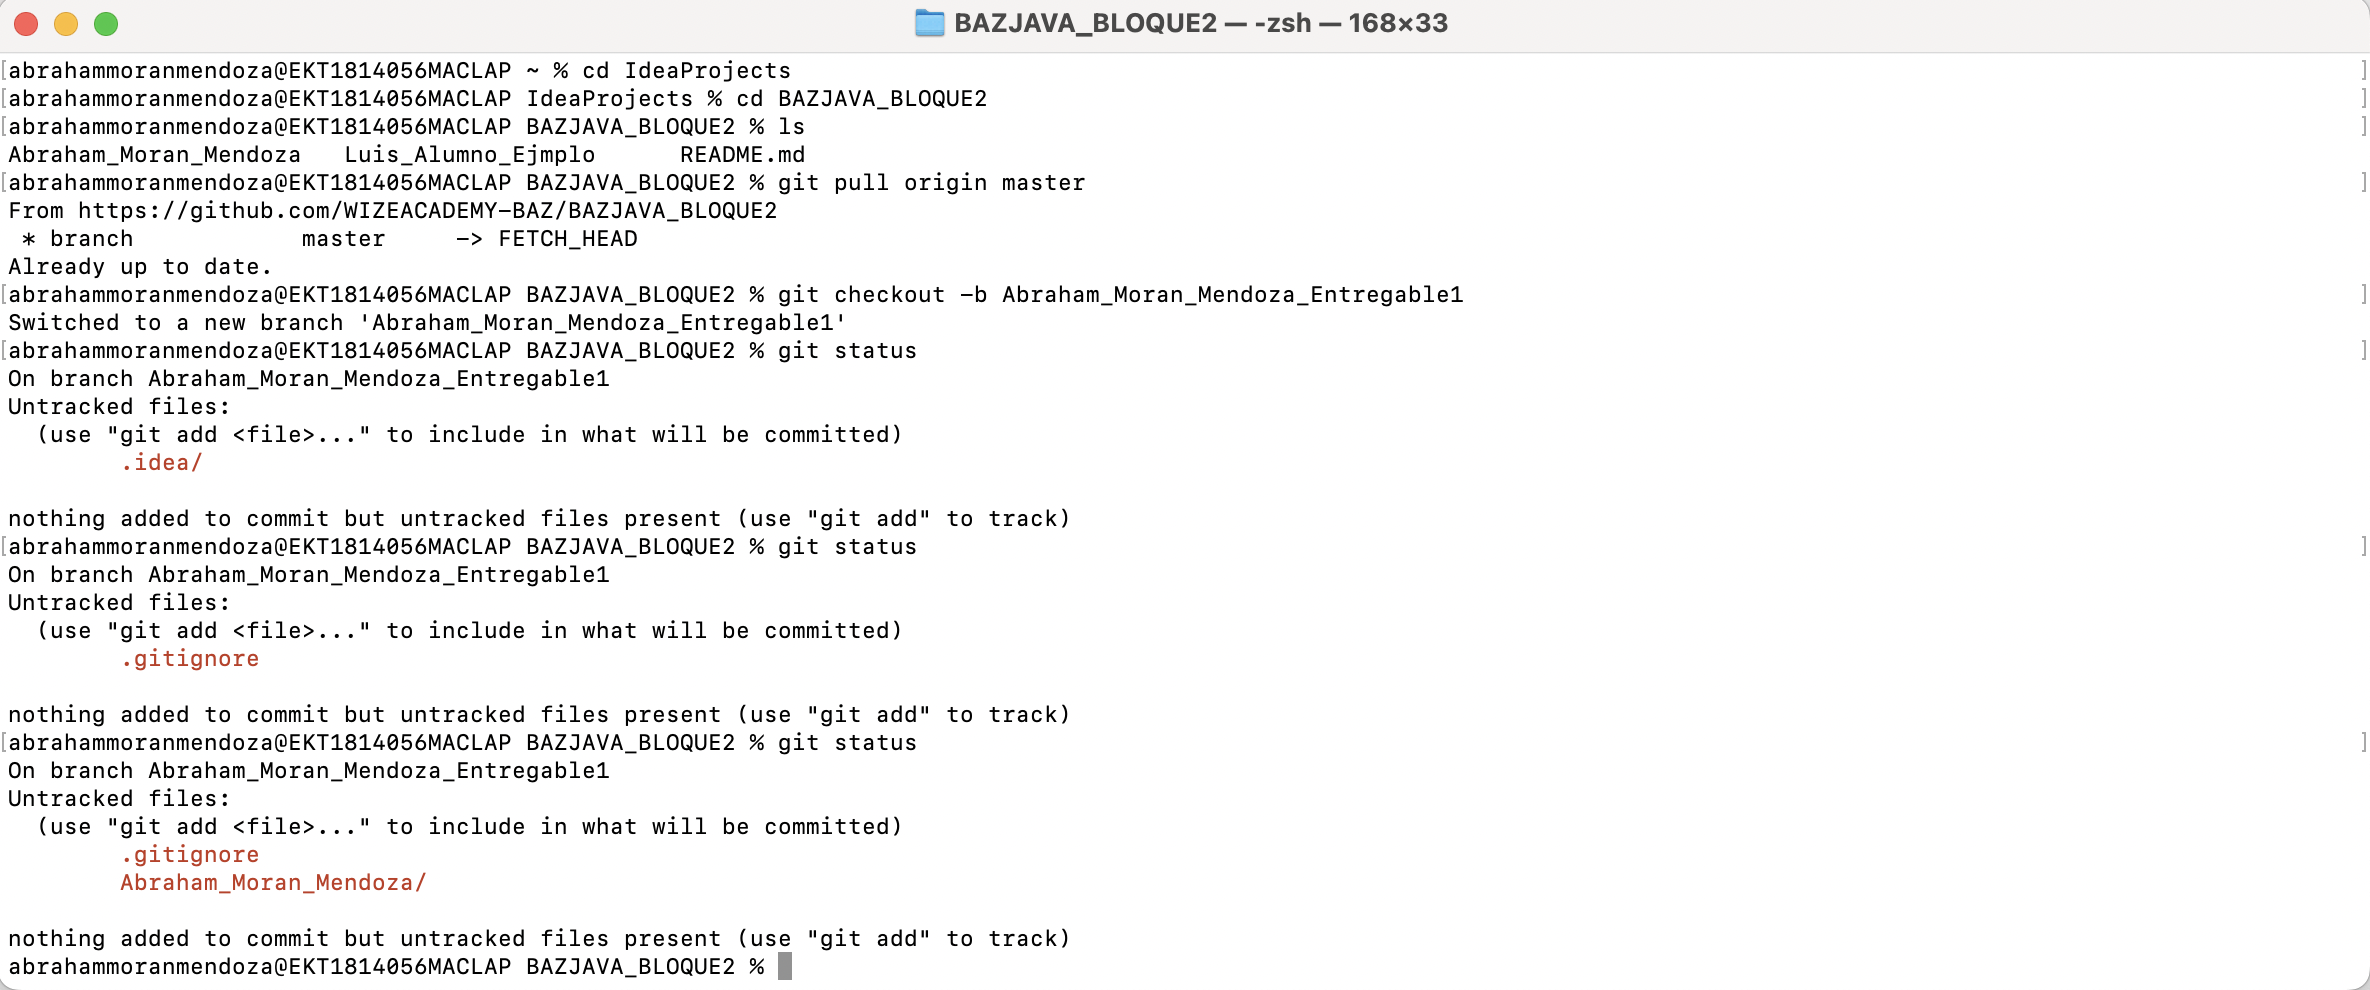 BAZJAVA_BLOQUE2 — -zsh — 168×33
[abrahammoranmendoza@EKT1814056MACLAP ~ % cd IdeaProjects ]
[abrahammoranmendoza@EKT1814056MACLAP IdeaProjects % cd BAZJAVA_BLOQUE2 ]
[abrahammoranmendoza@EKT1814056MACLAP BAZJAVA_BLOQUE2 % ls ]
Abraham_Moran_Mendoza   Luis_Alumno_Ejmplo      README.md
[abrahammoranmendoza@EKT1814056MACLAP BAZJAVA_BLOQUE2 % git pull origin master ]
From https://github.com/WIZEACADEMY-BAZ/BAZJAVA_BLOQUE2
 * branch            master     -> FETCH_HEAD
Already up to date.
[abrahammoranmendoza@EKT1814056MACLAP BAZJAVA_BLOQUE2 % git checkout -b Abraham_Moran_Mendoza_Entregable1 ]
Switched to a new branch 'Abraham_Moran_Mendoza_Entregable1'
[abrahammoranmendoza@EKT1814056MACLAP BAZJAVA_BLOQUE2 % git status ]
On branch Abraham_Moran_Mendoza_Entregable1
Untracked files:
  (use "git add <file>..." to include in what will be committed)
        .idea/
nothing added to commit but untracked files present (use "git add" to track)
[abrahammoranmendoza@EKT1814056MACLAP BAZJAVA_BLOQUE2 % git status ]
On branch Abraham_Moran_Mendoza_Entregable1
Untracked files:
  (use "git add <file>..." to include in what will be committed)
        .gitignore
nothing added to commit but untracked files present (use "git add" to track)
[abrahammoranmendoza@EKT1814056MACLAP BAZJAVA_BLOQUE2 % git status ]
On branch Abraham_Moran_Mendoza_Entregable1
Untracked files:
  (use "git add <file>..." to include in what will be committed)
        .gitignore
        Abraham_Moran_Mendoza/
nothing added to commit but untracked files present (use "git add" to track)
abrahammoranmendoza@EKT1814056MACLAP BAZJAVA_BLOQUE2 %